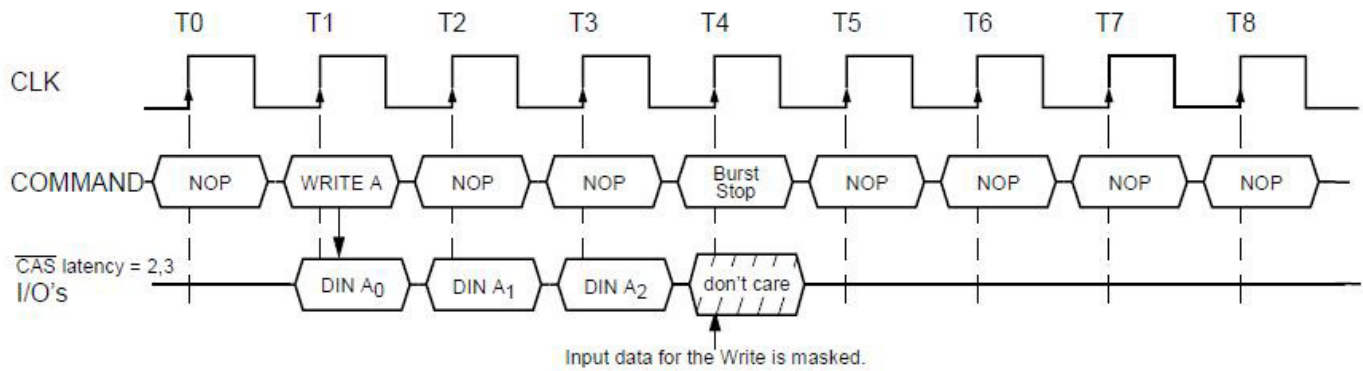 T0 T1 T2 T3 T4 T5 T6 T7 T8
CLK
COMMAND NOP WRITE A NOP NOP Burst Stop NOP NOP NOP NOP
CAS latency = 2,3
I/O's DIN A0 DIN A1 DIN A2 don't care
Input data for the Write is masked.